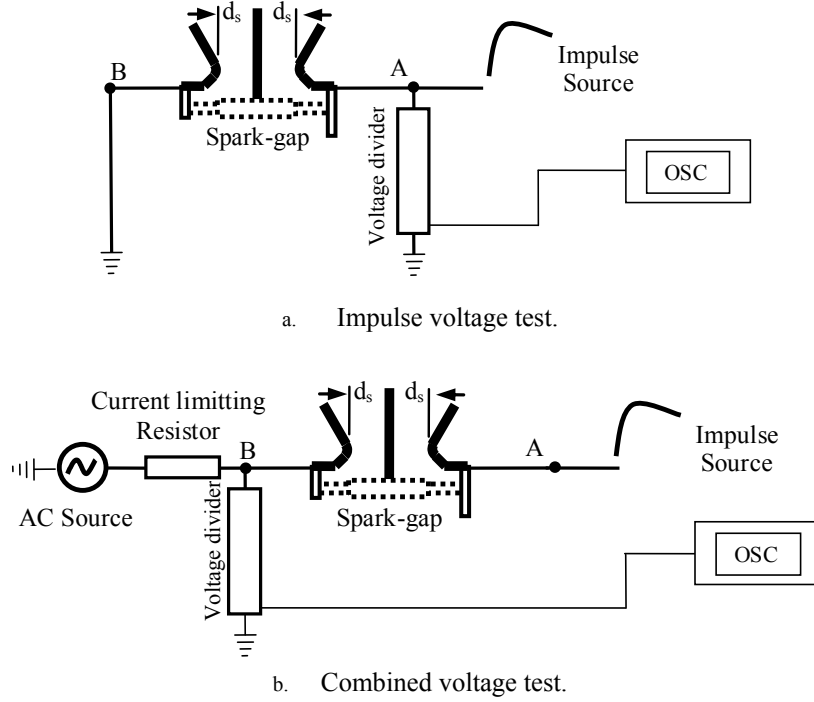 ds ds
B
A
Impulse
Source
Spark-gap
Voltage divider
OSC
a. Impulse voltage test.
ds ds
Current limitting
Resistor
B
A
Impulse
Source
AC Source
Spark-gap
Voltage divider
OSC
b. Combined voltage test.